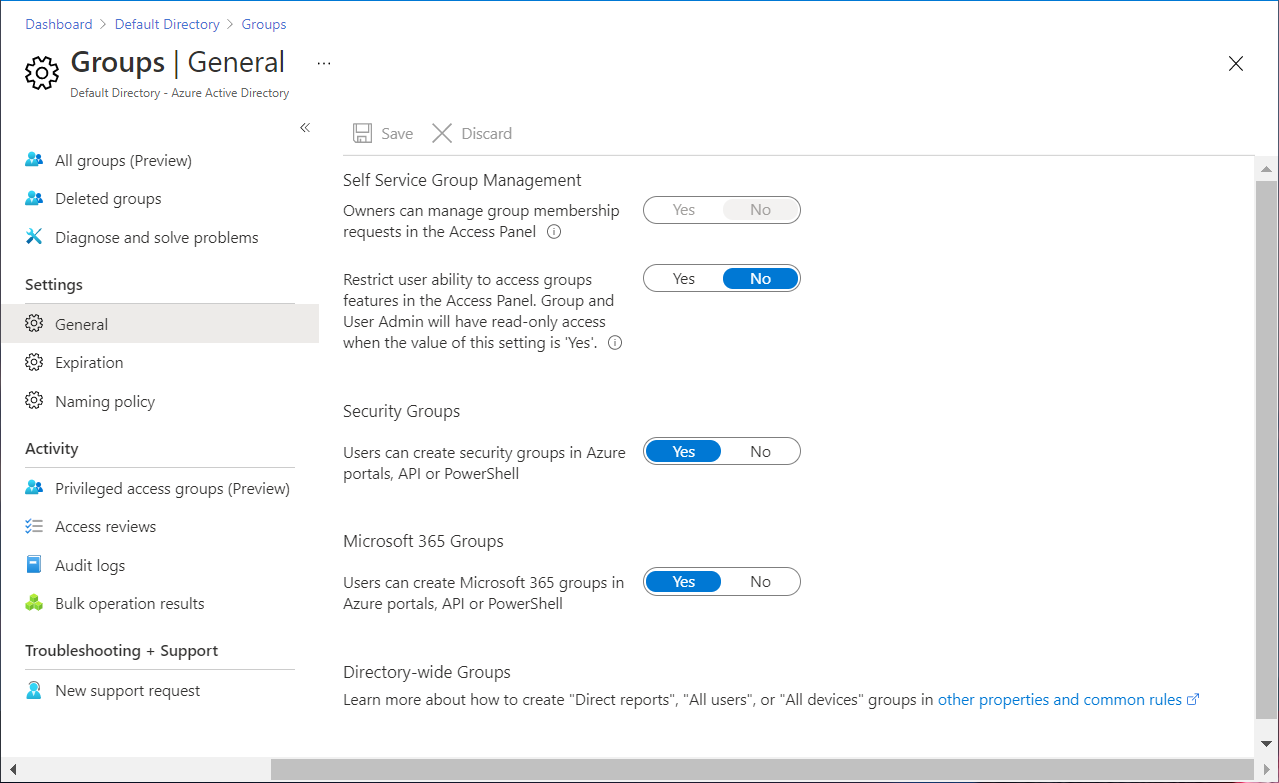 Dashboard > Default Directory > Groups
Groups | General ...
Default Directory - Azure Active Directory
«
All groups (Preview)
Deleted groups
Diagnose and solve problems
Settings
General
Expiration
Naming policy
Activity
Privileged access groups (Preview)
Access reviews
Audit logs
Bulk operation results
Troubleshooting + Support
New support request
Save Discard
Self Service Group Management
Owners can manage group membership
requests in the Access Panel
Yes No
Restrict user ability to access groups
features in the Access Panel. Group and
User Admin will have read-only access
when the value of this setting is 'Yes'.
Yes No
Security Groups
Users can create security groups in Azure
portals, API or PowerShell
Yes No
Microsoft 365 Groups
Users can create Microsoft 365 groups in
Azure portals, API or PowerShell
Yes No
Directory-wide Groups
Learn more about how to create "Direct reports", "All users", or "All devices" groups in other properties and common rules